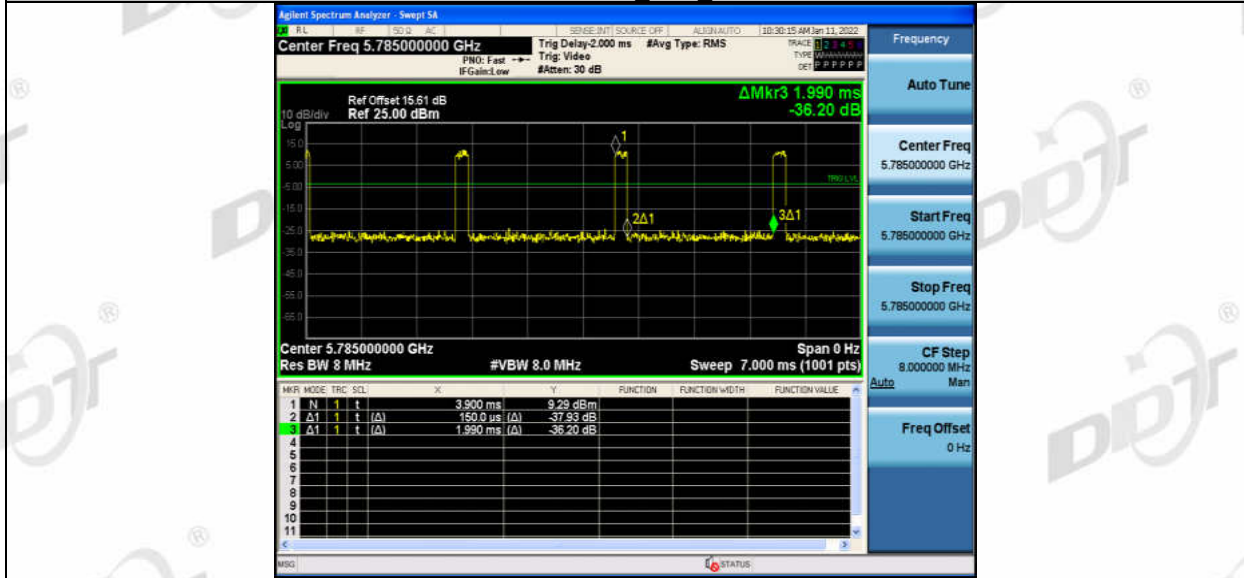 Agilent Spectrum Analyzer - Swept SA
RL RF 50 Ω AC SENSE:INT SOURCE OFF ALIGN AUTO 10:30:15 AM Jan 11, 2022
Center Freq 5.785000000 GHz
PNO: Fast
IFGain:Low
Trig Delay-2.000 ms #Avg Type: RMS
Trig: Video
#Atten: 30 dB
TRACE 1 2 3 4 5 6
TYPE
DET P P P P P P
ΔMkr3 1.990 ms
-36.20 dB
Ref Offset 15.61 dB
10 dB/div Ref 25.00 dBm
Log
15.0
5.00
-5.00
-15.0
-25.0
-35.0
-45.0
-55.0
-65.0
1
2Δ1
3Δ1
TRIG LVL
Center 5.785000000 GHz Span 0 Hz
Res BW 8 MHz #VBW 8.0 MHz Sweep 7.000 ms (1001 pts)
MKR MODE TRC SCL X Y FUNCTION FUNCTION WIDTH FUNCTION VALUE
1 N 1 t 3.900 ms 9.29 dBm
2 Δ1 1 t (Δ) 150.0 µs (Δ) -37.93 dB
3 Δ1 1 t (Δ) 1.990 ms (Δ) -36.20 dB
4
5
6
7
8
9
10
11
MSG STATUS
Frequency
Auto Tune
Center Freq
5.785000000 GHz
Start Freq
5.785000000 GHz
Stop Freq
5.785000000 GHz
CF Step
8.000000 MHz
Auto Man
Freq Offset
0 Hz